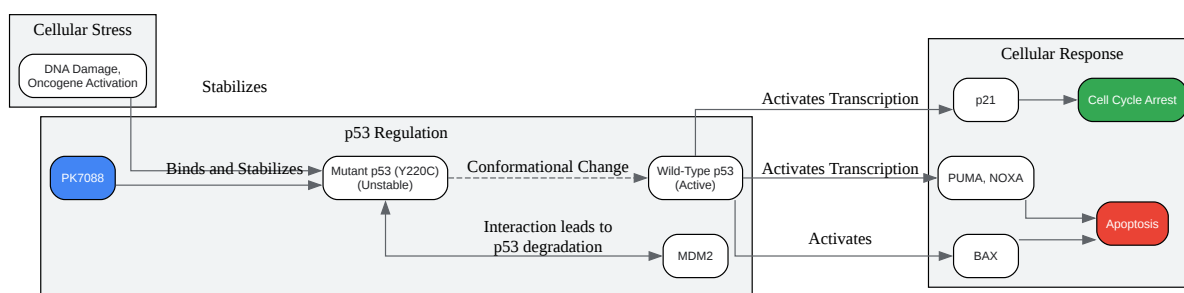 Cellular Stress
DNA Damage,
Oncogene Activation
Stabilizes
p53 Regulation
PK7088
Binds and Stabilizes
Mutant p53 (Y220C)
(Unstable)
Conformational Change
Wild-Type p53
(Active)
Interaction leads to
p53 degradation
MDM2
Activates Transcription
Activates Transcription
Activates
Cellular Response
p21
Cell Cycle Arrest
PUMA, NOXA
Apoptosis
BAX